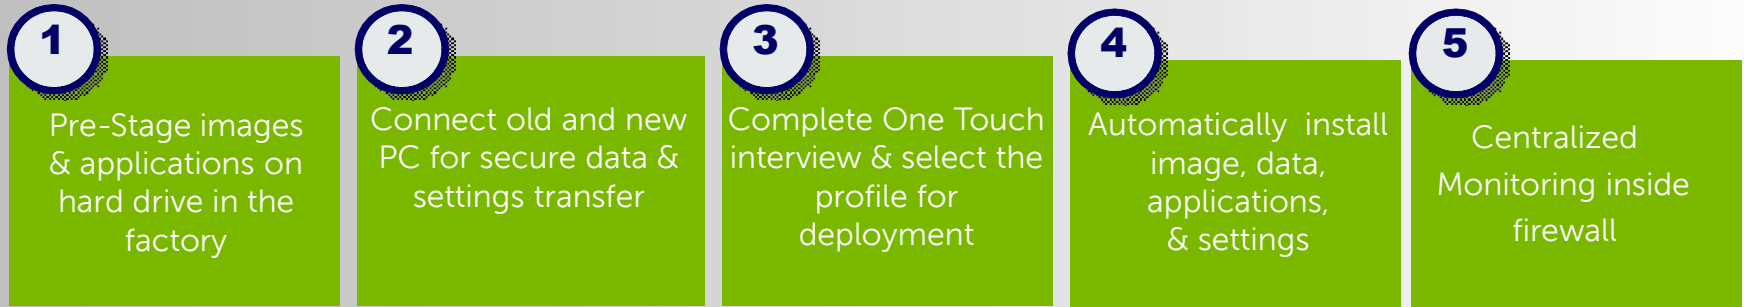 1
Pre-Stage images
& applications on
hard drive in the
factory
2
Connect old and new
PC for secure data &
settings transfer
3
Complete One Touch
interview & select the
profile for
deployment
4
Automatically  install
image, data,
applications,
& settings
5
Centralized
Monitoring inside
firewall